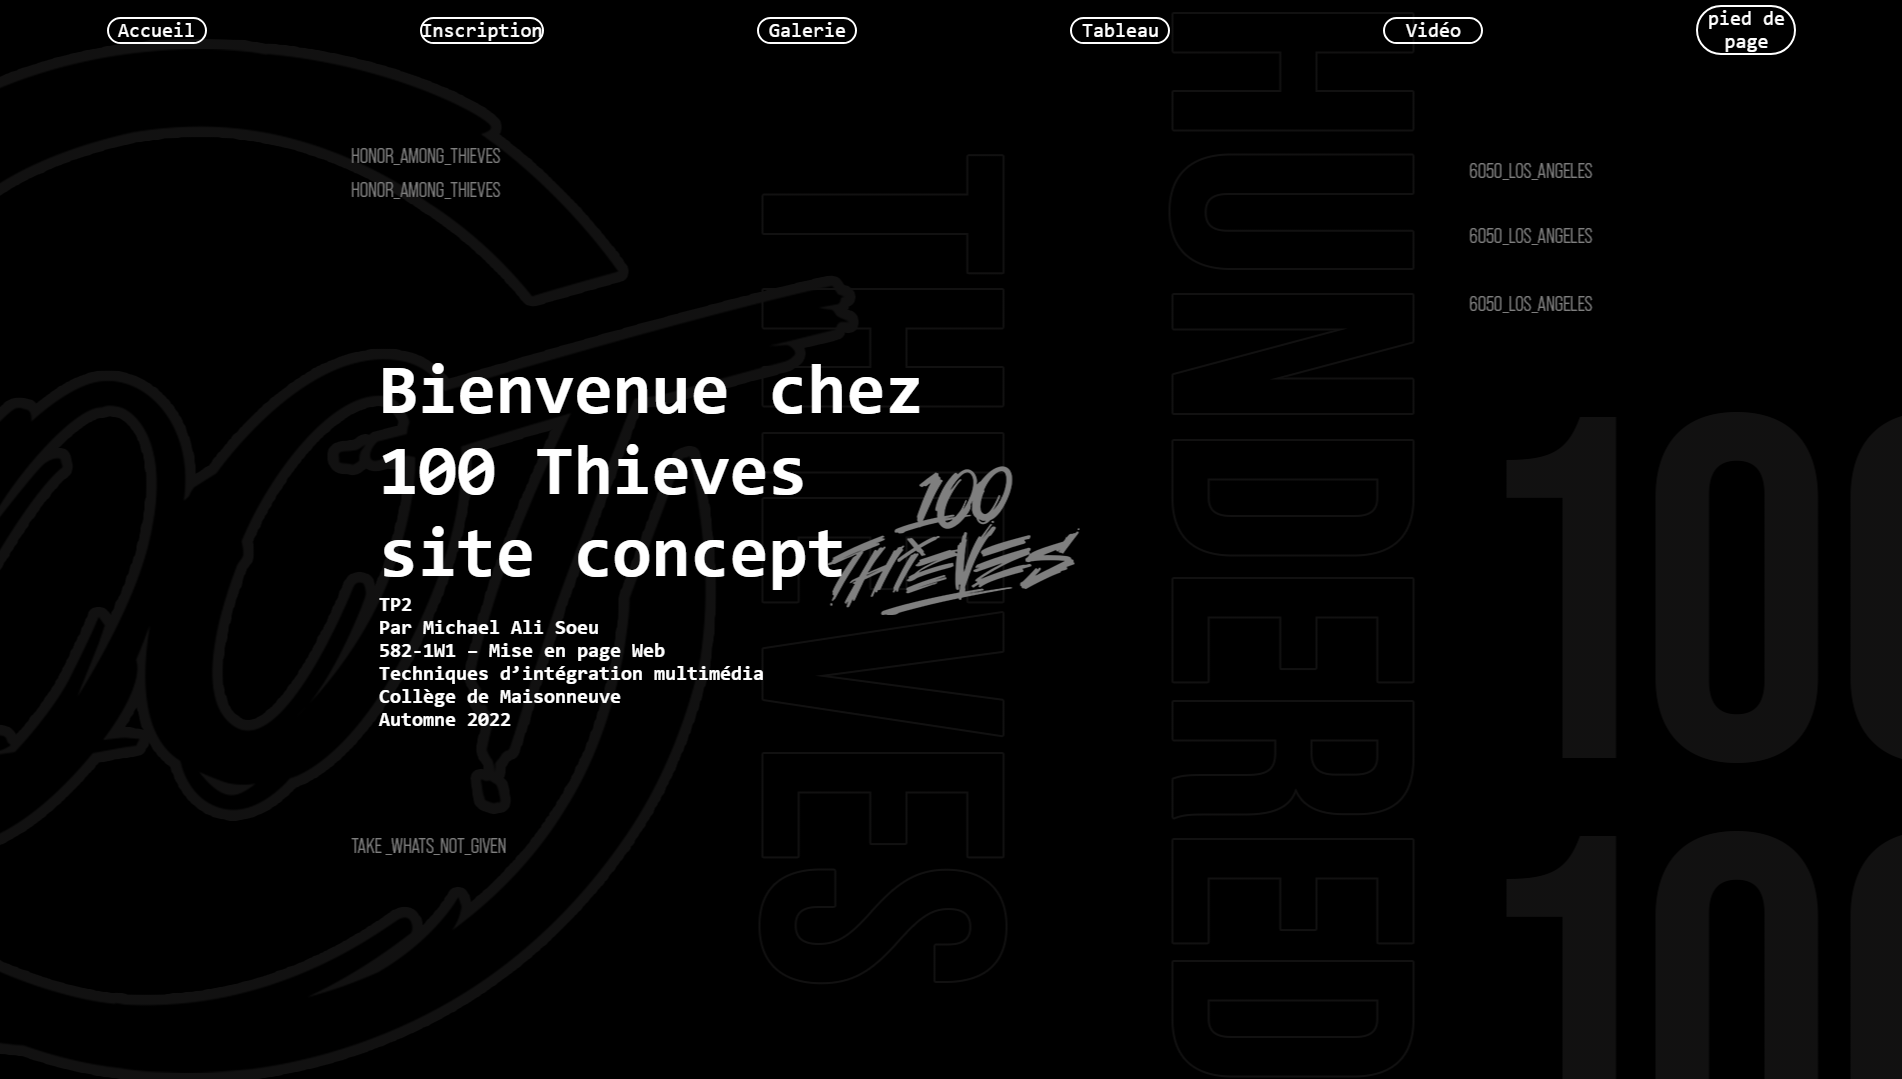 Accueil
Inscription
Galerie
Tableau
Vidéo
pied de
page
HONOR_AMONG_THIEVES
HONOR_AMONG_THIEVES
6050_LOS_ANGELES
6050_LOS_ANGELES
6050_LOS_ANGELES
THIEVES
HUNDERED
Bienvenue chez
100 Thieves
site concept
100
THIEVES
TP2
Par Michael Ali Soeu
582-1W1 – Mise en page Web
Techniques d’intégration multimédia
Collège de Maisonneuve
Automne 2022
TAKE_WHATS_NOT_GIVEN
100
100